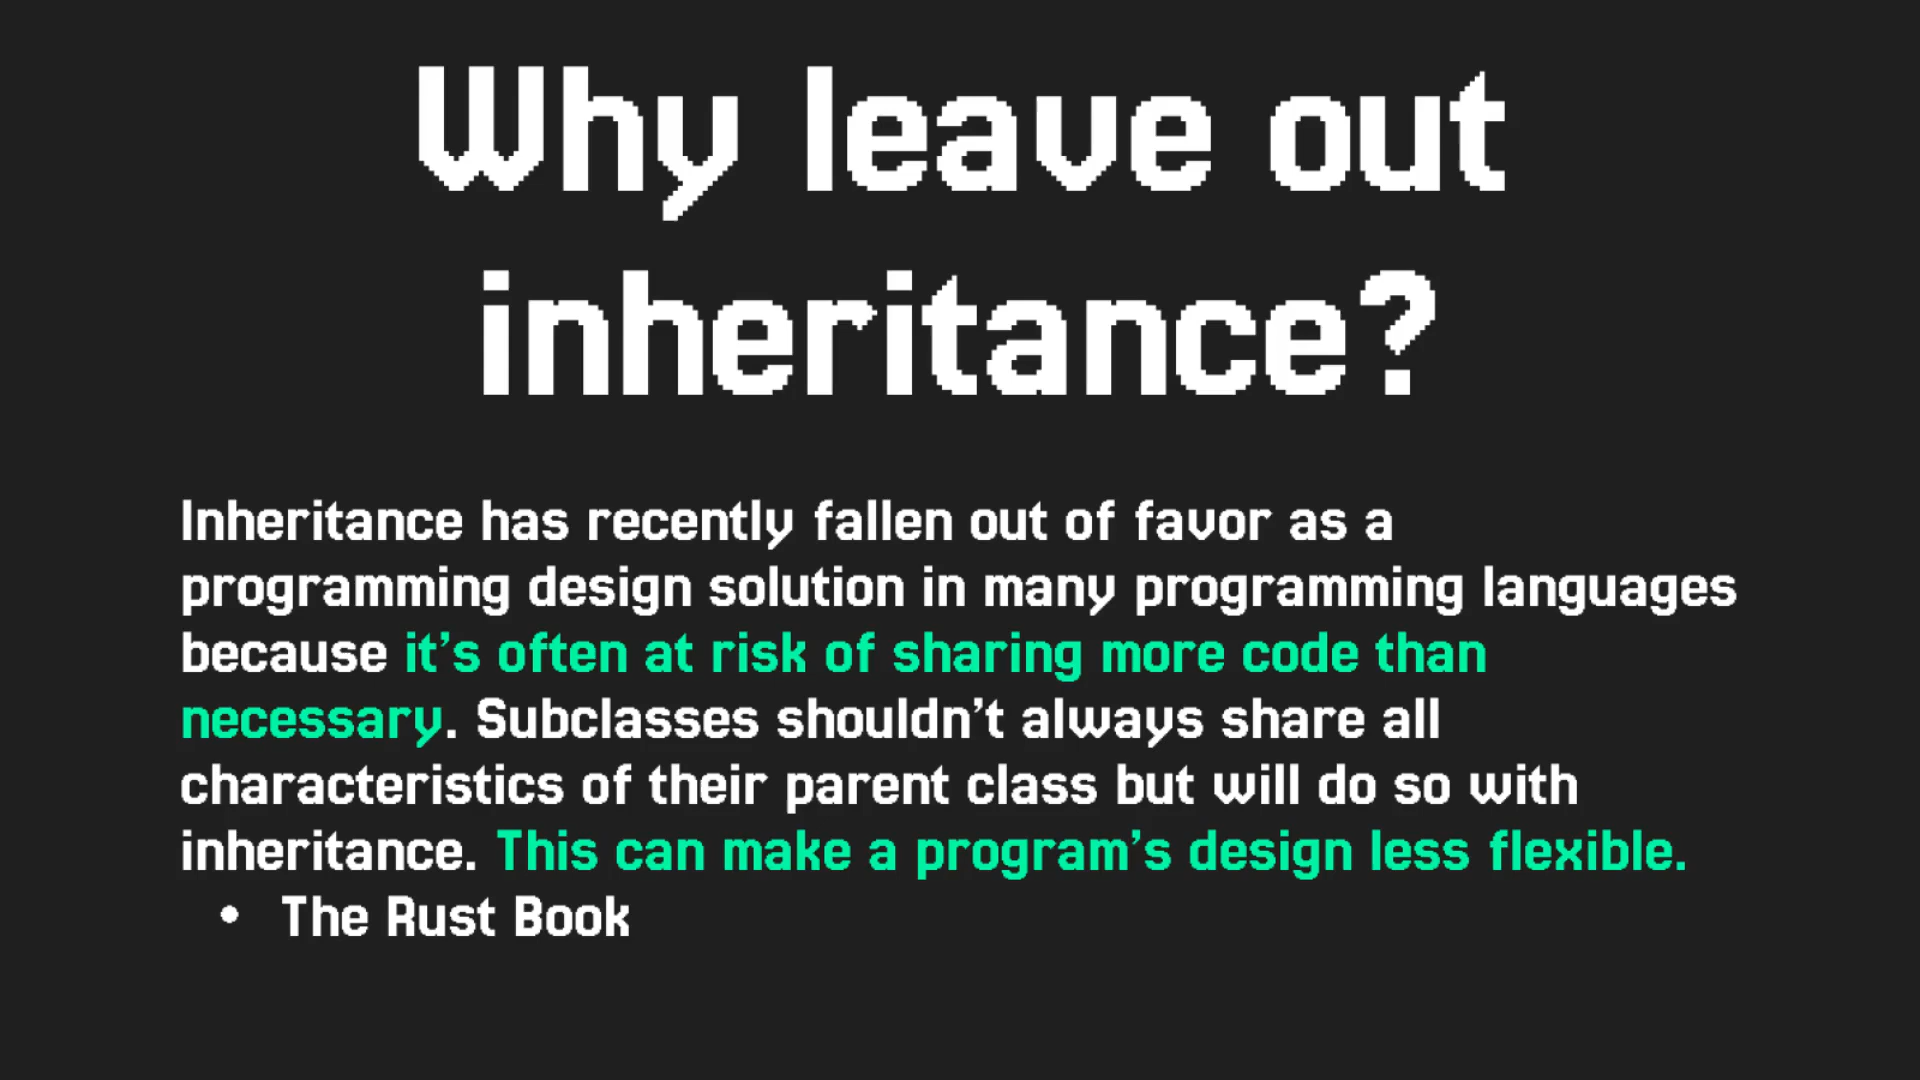 Why leave out
inheritance?
Inheritance has recently fallen out of favor as a
programming design solution in many programming languages
because it’s often at risk of sharing more code than
necessary. Subclasses shouldn’t always share all
characteristics of their parent class but will do so with
inheritance. This can make a program’s design less flexible.
• The Rust Book